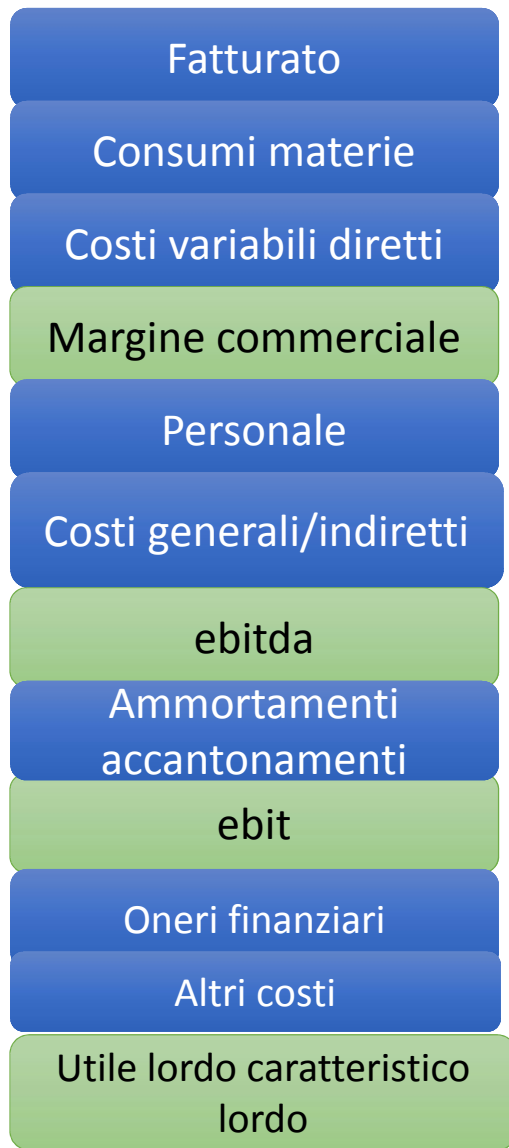 Fatturato
Consumi materie
Costi variabili diretti
Margine commerciale
Personale
Costi generali/indiretti
ebitda
Ammortamenti
accantonamenti
ebit
Oneri finanziari
Altri costi
Utile lordo caratteristico
lordo